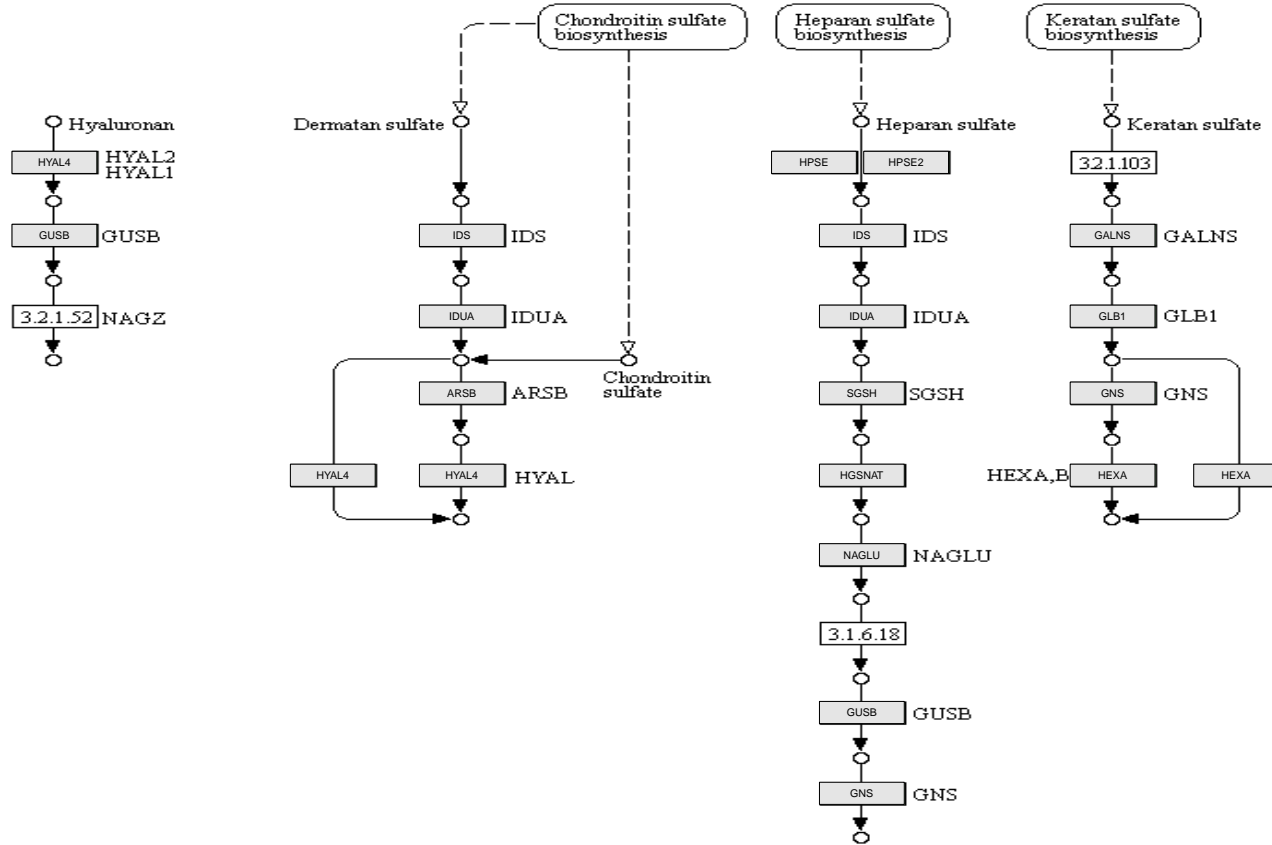 Chondroitin sulfate
biosynthesis
Heparan sulfate
biosynthesis
Keratan sulfate
biosynthesis
Hyaluronan
Dermatan sulfate
Heparan sulfate
Keratan sulfate
HYAL4
HYAL2
HYAL1
HPSE
HPSE2
3.2.1.103
GUSB
GUSB
IDS
IDS
IDS
IDS
GALNS
GALNS
3.2.1.52
NAGZ
IDUA
IDUA
IDUA
IDUA
GLB1
GLB1
Chondroitin
sulfate
ARSB
ARSB
SGSH
SGSH
GNS
GNS
HYAL4
HYAL4
HYAL
HGSNAT
HEXA,B
HEXA
HEXA
NAGLU
NAGLU
3.1.6.18
GUSB
GUSB
GNS
GNS